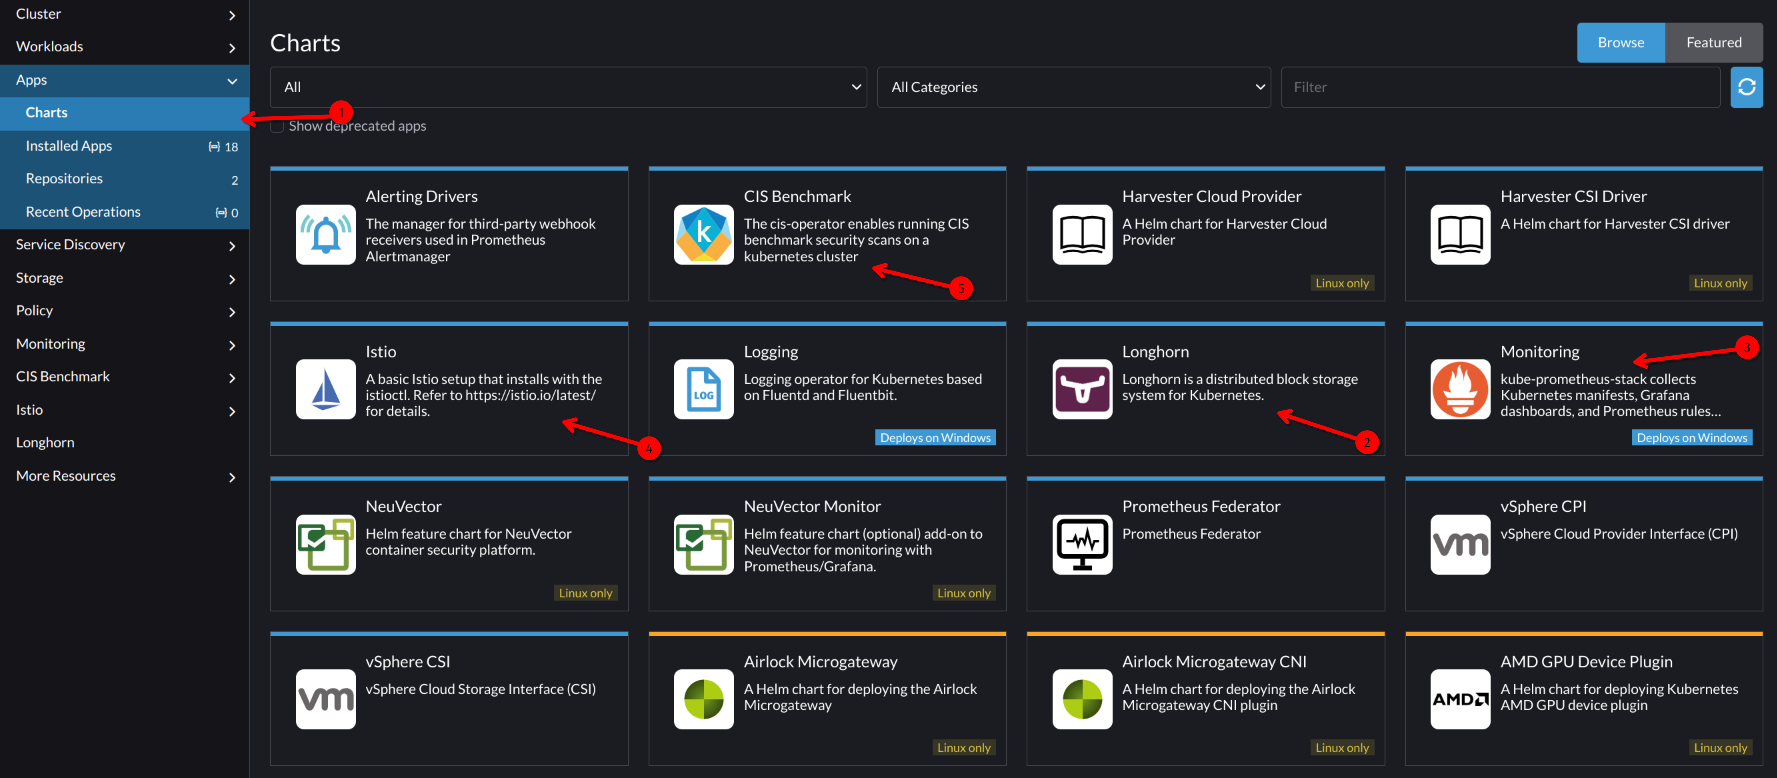 Cluster
Workloads
Apps
Charts
Installed Apps 18
Repositories 2
Recent Operations 0
Service Discovery
Storage
Policy
Monitoring
CIS Benchmark
Istio
Longhorn
More Resources
Charts
Browse Featured
All
All Categories
Filter
1
Show deprecated apps
Alerting Drivers
The manager for third-party webhook
receivers used in Prometheus
Alertmanager
k
CIS Benchmark
The cis-operator enables running CIS
benchmark security scans on a
kubernetes cluster
5
Harvester Cloud Provider
A Helm chart for Harvester Cloud
Provider
Linux only
Harvester CSI Driver
A Helm chart for Harvester CSI driver
Linux only
Istio
A basic Istio setup that installs with the
istioctl. Refer to https://istio.io/latest/
for details.
4
LOG
Logging
Logging operator for Kubernetes based
on Fluentd and Fluentbit.
Deploys on Windows
Longhorn
Longhorn is a distributed block storage
system for Kubernetes.
2
Monitoring
3
kube-prometheus-stack collects
Kubernetes manifests, Grafana
dashboards, and Prometheus rules...
Deploys on Windows
NeuVector
Helm feature chart for NeuVector
container security platform.
Linux only
NeuVector Monitor
Helm feature chart (optional) add-on to
NeuVector for monitoring with
Prometheus/Grafana.
Linux only
Prometheus Federator
Prometheus Federator
vm
vSphere CPI
vSphere Cloud Provider Interface (CPI)
vm
vSphere CSI
vSphere Cloud Storage Interface (CSI)
Airlock Microgateway
A Helm chart for deploying the Airlock
Microgateway
Linux only
Airlock Microgateway CNI
A Helm chart for deploying the Airlock
Microgateway CNI plugin
Linux only
AMD
AMD GPU Device Plugin
A Helm chart for deploying Kubernetes
AMD GPU device plugin
Linux only